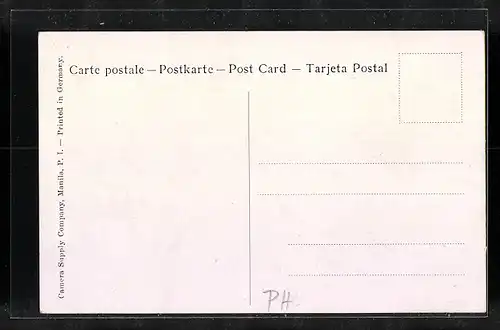 Carte postale — Postkarte — Post Card — Tarjeta Postal
Camera Supply Company, Manila, P. I. — Printed in Germany.
PH